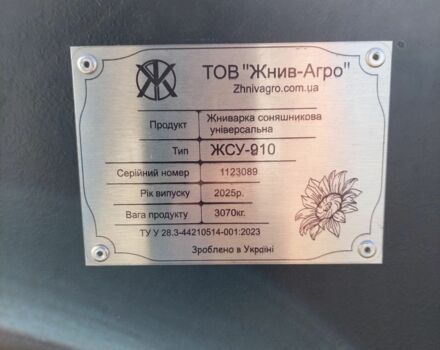 ТОВ "Жнив-Агро"
Zhnivagro.com.ua
Продукт Жниварка соняшникова
універсальна
Тип ЖСУ-910
Серійний номер 1123089
Рік випуску 2025р.
Вага продукту 3070кг.
ТУ У 28.3-44210514-001:2023
Зроблено в Україні